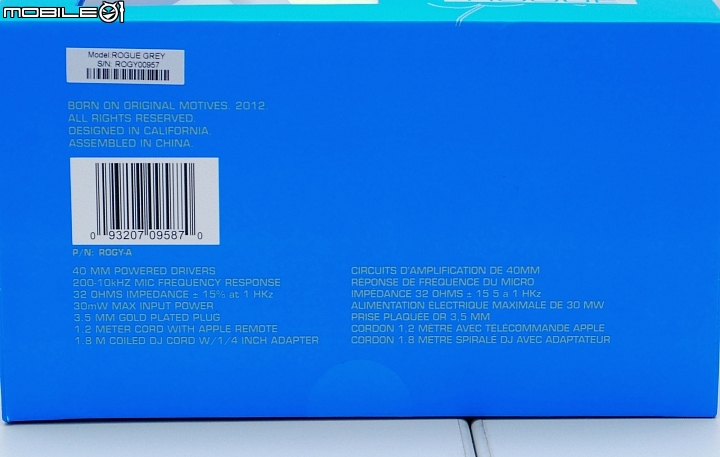 MOBILE01
Model ROGUE GREY
S/N: ROGY00957
BORN ON ORIGINAL MOTIVES. 2012.
ALL RIGHTS RESERVED.
DESIGNED IN CALIFORNIA.
ASSEMBLED IN CHINA.
0 93207 09587 0
P/N: ROGY-A
40 MM POWERED DRIVERS
200-10kHZ MIC FREQUENCY RESPONSE
32 OHMS IMPEDANCE ± 15% at 1 HKz
30mW MAX INPUT POWER
3.5 MM GOLD PLATED PLUG
1.2 METER CORD WITH APPLE REMOTE
1.8 M COILED DJ CORD W/1/4 INCH ADAPTER
CIRCUITS D'AMPLIFICATION DE 40MM
RÉPONSE DE FRÉQUENCE DU MICRO
IMPEDANCE 32 OHMS ± 15 5 a 1 HKz
ALIMENTATION ÉLECTRIQUE MAXIMALE DE 30 MW
PRISE PLAQUÉE OR 3,5 MM
CORDON 1.2 MÈTRE AVEC TELECOMMANDE APPLE
CORDON 1.8 MÈTRE SPIRALE DJ AVEC ADAPTATEUR